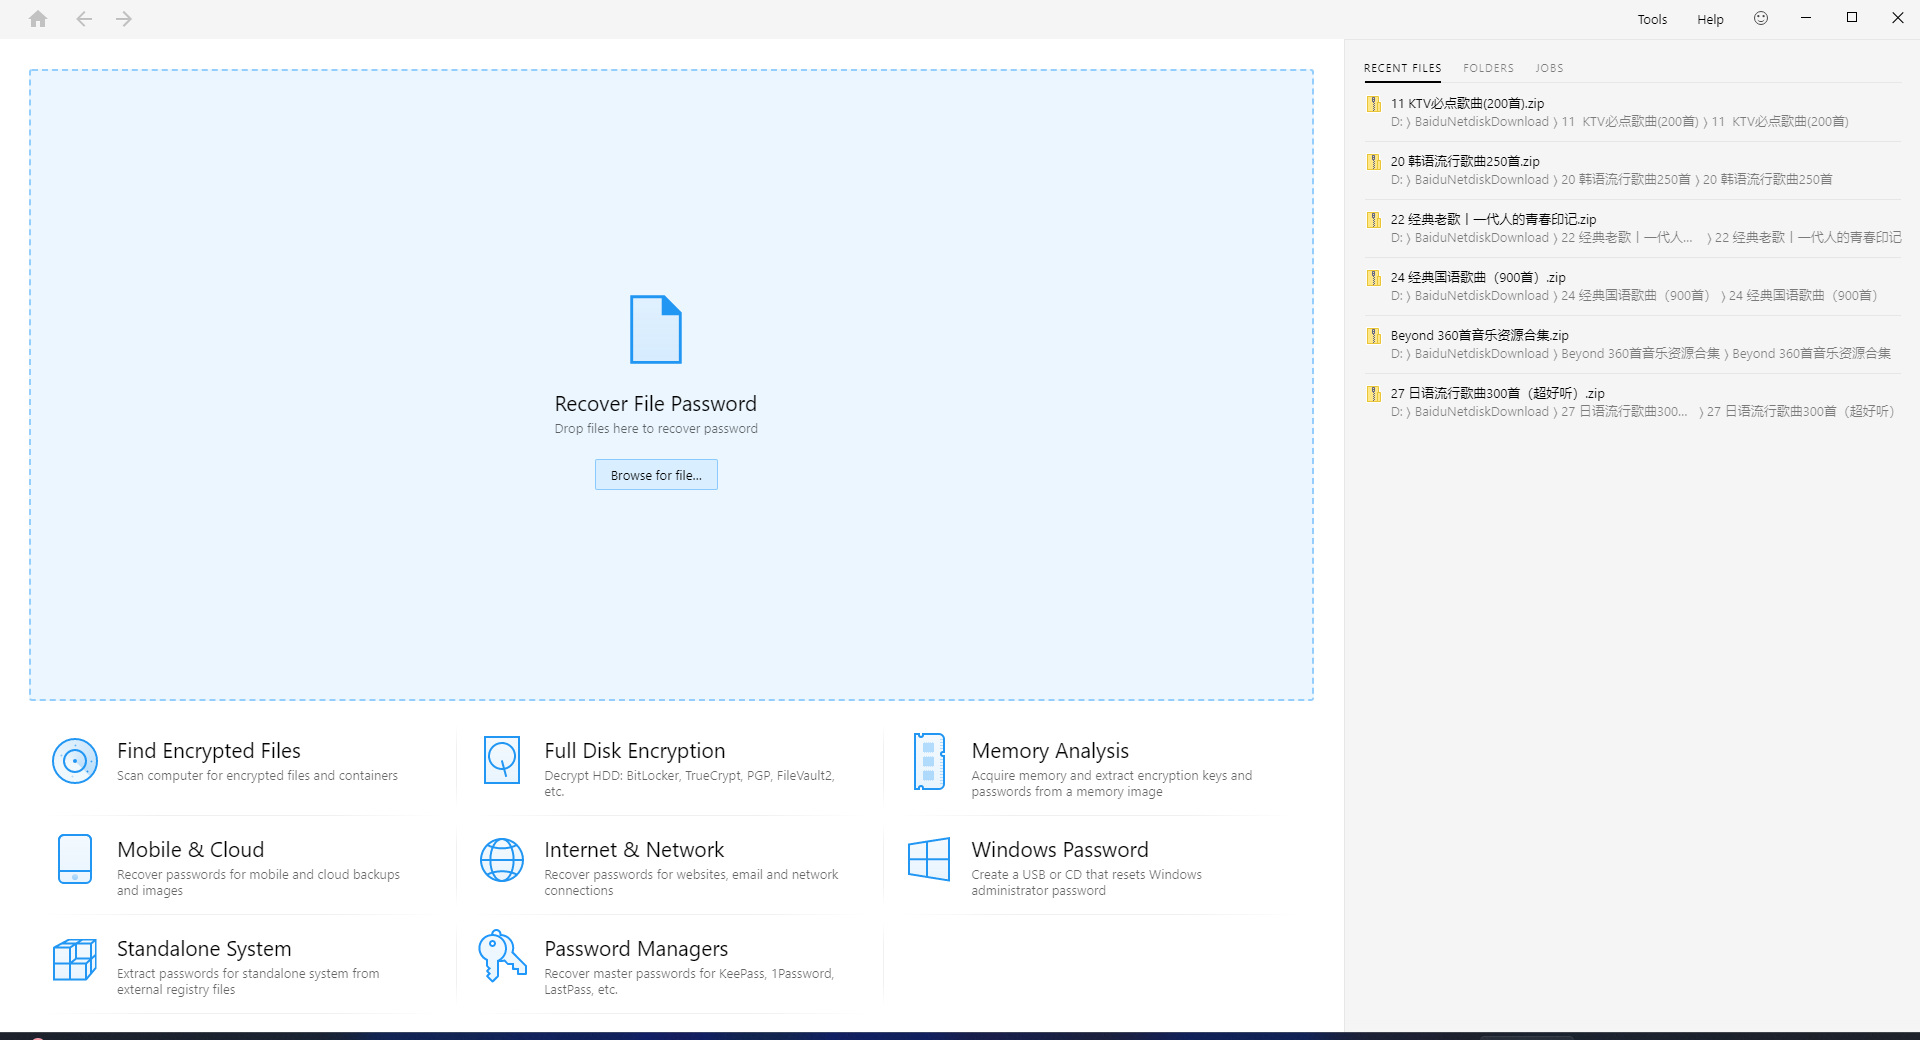 Tools Help
RECENT FILES FOLDERS JOBS
11 KTV必点歌曲(200首).zip
D: 〉 BaiduNetdiskDownload 〉 11 KTV必点歌曲(200首) 〉 11 KTV必点歌曲(200首)
20 韩语流行歌曲250首.zip
D: 〉 BaiduNetdiskDownload 〉 20 韩语流行歌曲250首 〉 20 韩语流行歌曲250首
22 经典老歌丨一代人的青春印记.zip
D: 〉 BaiduNetdiskDownload 〉 22 经典老歌丨一代人... 〉 22 经典老歌丨一代人的青春印记
24 经典国语歌曲（900首）.zip
D: 〉 BaiduNetdiskDownload 〉 24 经典国语歌曲（900首） 〉 24 经典国语歌曲（900首）
Beyond 360首音乐资源合集.zip
D: 〉 BaiduNetdiskDownload 〉 Beyond 360首音乐资源合集 〉 Beyond 360首音乐资源合集
27 日语流行歌曲300首（超好听）.zip
D: 〉 BaiduNetdiskDownload 〉 27 日语流行歌曲300... 〉 27 日语流行歌曲300首（超好听）
Recover File Password
Drop files here to recover password
Browse for file...
Find Encrypted Files
Scan computer for encrypted files and containers
Full Disk Encryption
Decrypt HDD: BitLocker, TrueCrypt, PGP, FileVault2,
etc.
Memory Analysis
Acquire memory and extract encryption keys and
passwords from a memory image
Mobile & Cloud
Recover passwords for mobile and cloud backups
and images
Internet & Network
Recover passwords for websites, email and network
connections
Windows Password
Create a USB or CD that resets Windows
administrator password
Standalone System
Extract passwords for standalone system from
external registry files
Password Managers
Recover master passwords for KeePass, 1Password,
LastPass, etc.